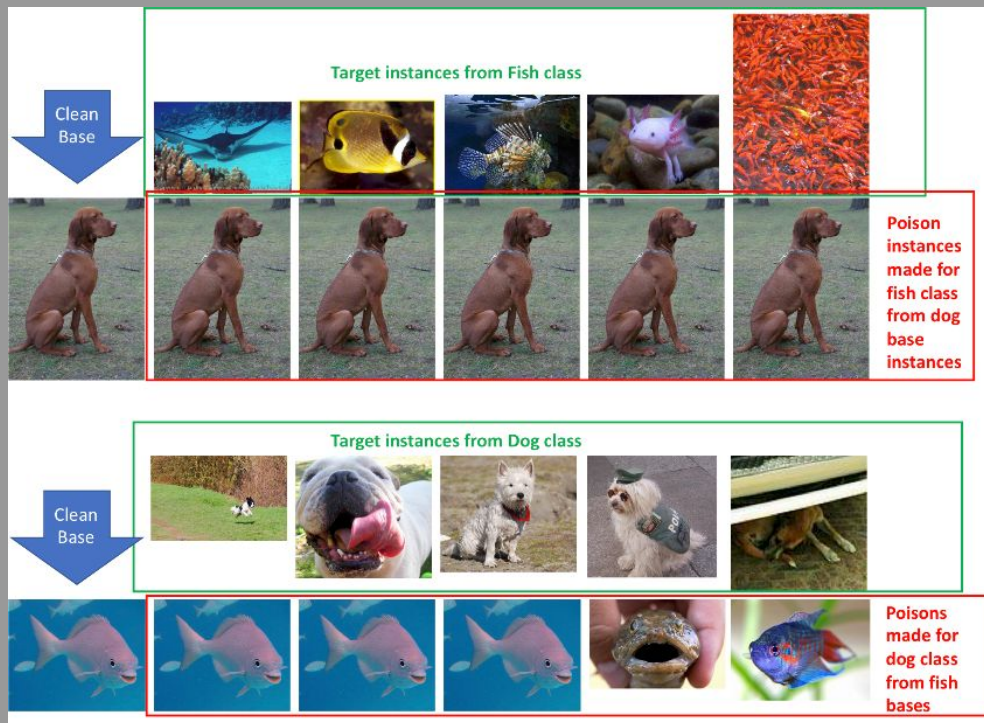 Target instances from Fish class
Clean
Base
Poison
instances
made for
fish class
from dog
base
instances
Target instances from Dog class
Clean
Base
POW
Poisons
made for
dog class
from fish
bases